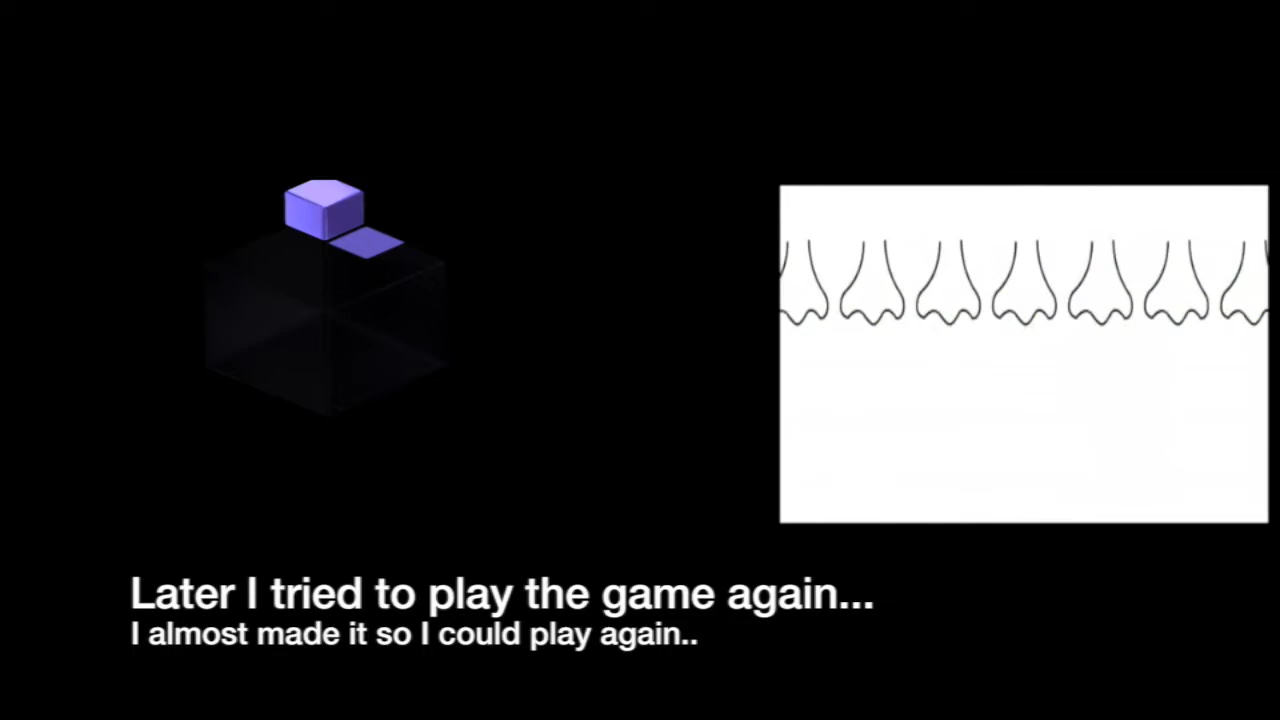 Later I tried to play the game again...
I almost made it so I could play again..